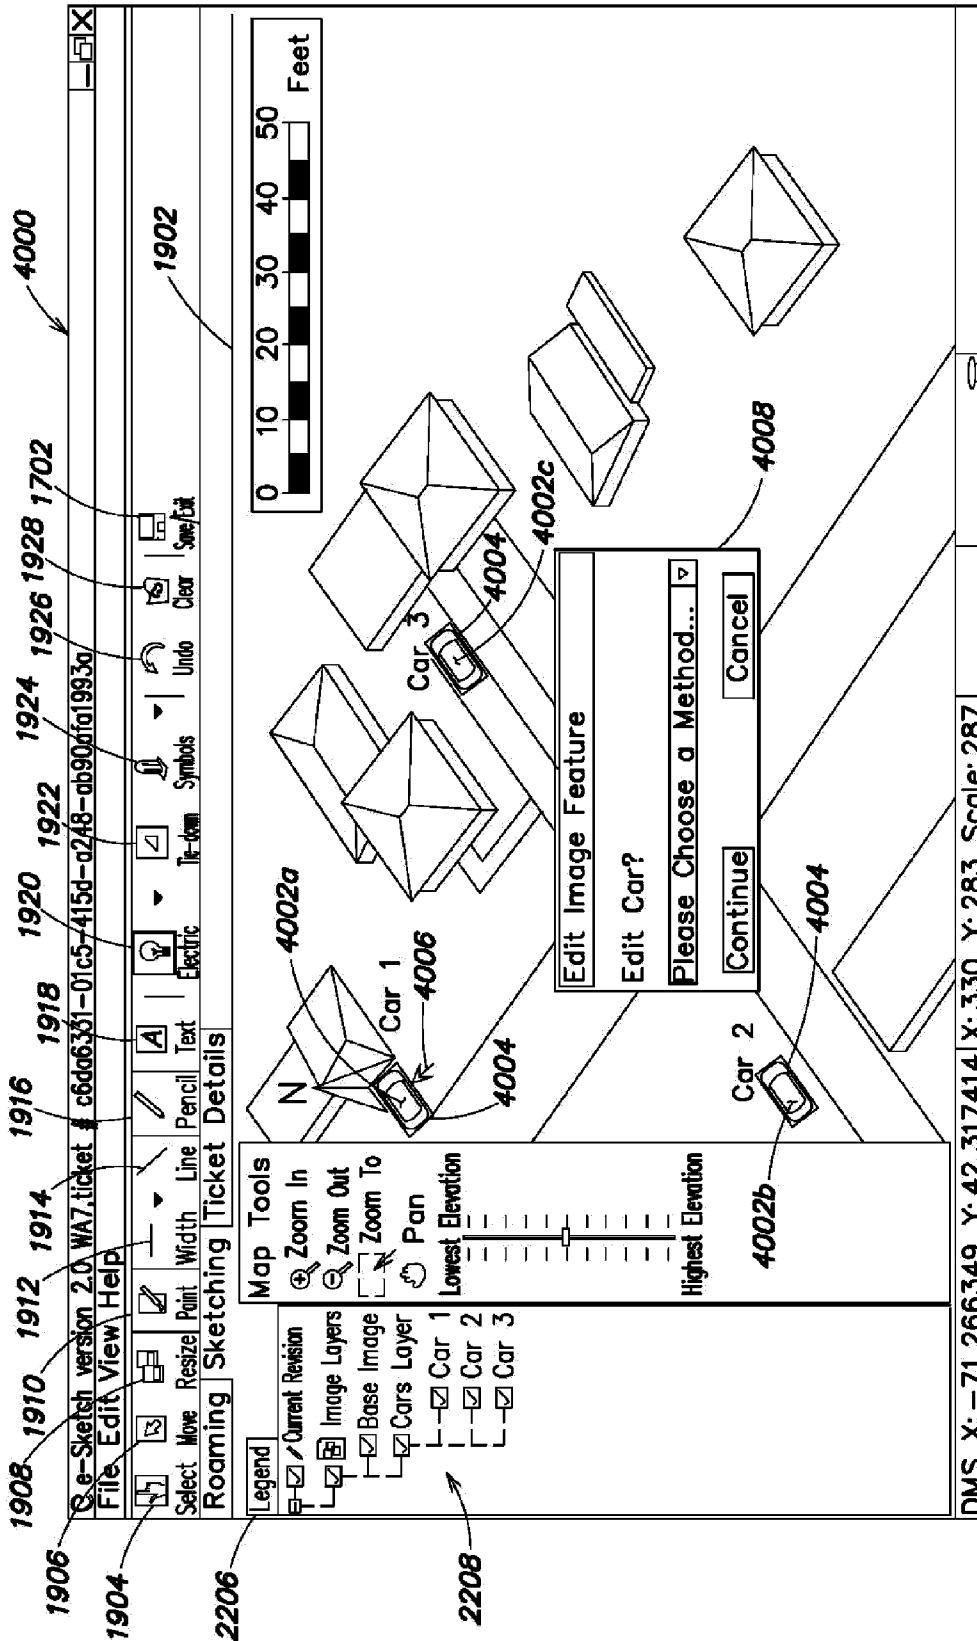 4000
e-Sketch version 2.0 WA7.ticket # c6da6331-01c5-415d-a248-ab90dfa1993a
File Edit View Help
1906 1908 1910 1912 1914 1916 1918 1920 1922 1924 1926 1928 1702
1904
Select Move Resize Paint Width Line Pencil Text Electric Tie-down Symbols Undo Clear Save/Exit
Roaming Sketching Ticket Details
1902
2206
Legend
Current Revision
Image Layers
Base Image
Cars Layer
Car 1
Car 2
Car 3
2208
Map Tools
Zoom In
Zoom Out
Zoom To
Pan
Lowest Elevation
Highest Elevation
N
0 10 20 30 40 50
Feet
4002a
Car 1
4006
4004
Car 3
4004
4002c
Edit Image Feature
Edit Car?
Please Choose a Method...
Continue Cancel
4008
Car 2
4004
4002b
DMS X: -71.266349 Y: 42.317414 X: 330 Y: 283 Scale: 287